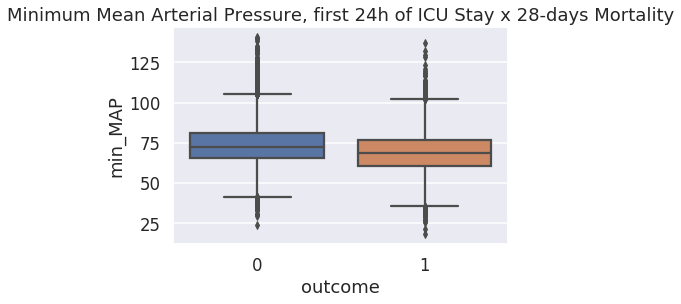 Minimum Mean Arterial Pressure, first 24h of ICU Stay x 28-days Mortality
125
100
75
50
25
min_MAP
0 1
outcome